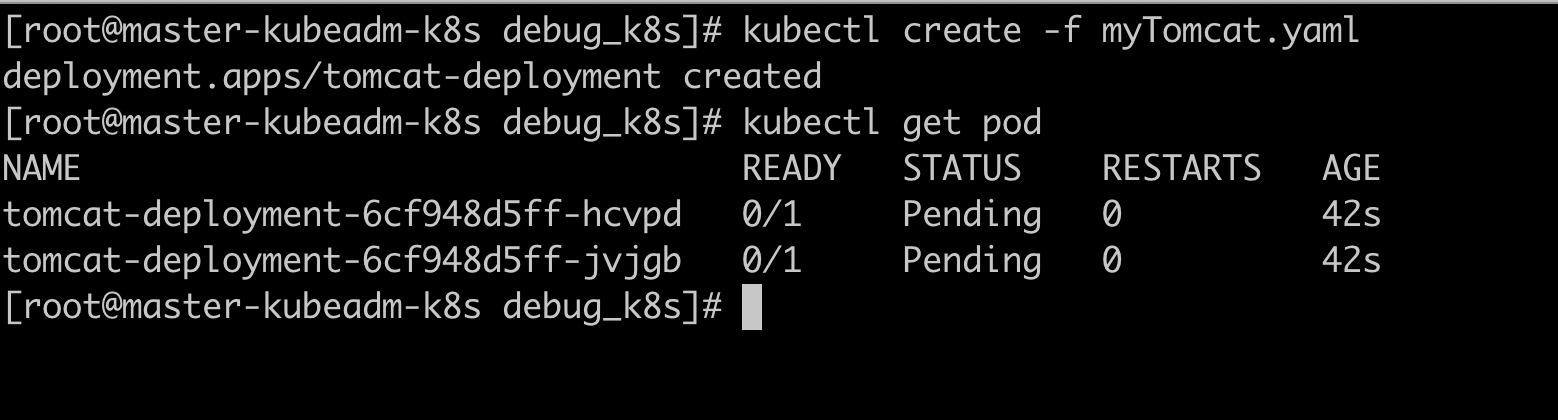 [root@master-kubeadm-k8s debug_k8s]# kubectl create -f myTomcat.yaml
deployment.apps/tomcat-deployment created
[root@master-kubeadm-k8s debug_k8s]# kubectl get pod
NAME READY STATUS RESTARTS AGE
tomcat-deployment-6cf948d5ff-hcvpd 0/1 Pending 0 42s
tomcat-deployment-6cf948d5ff-jvjgb 0/1 Pending 0 42s
[root@master-kubeadm-k8s debug_k8s]#